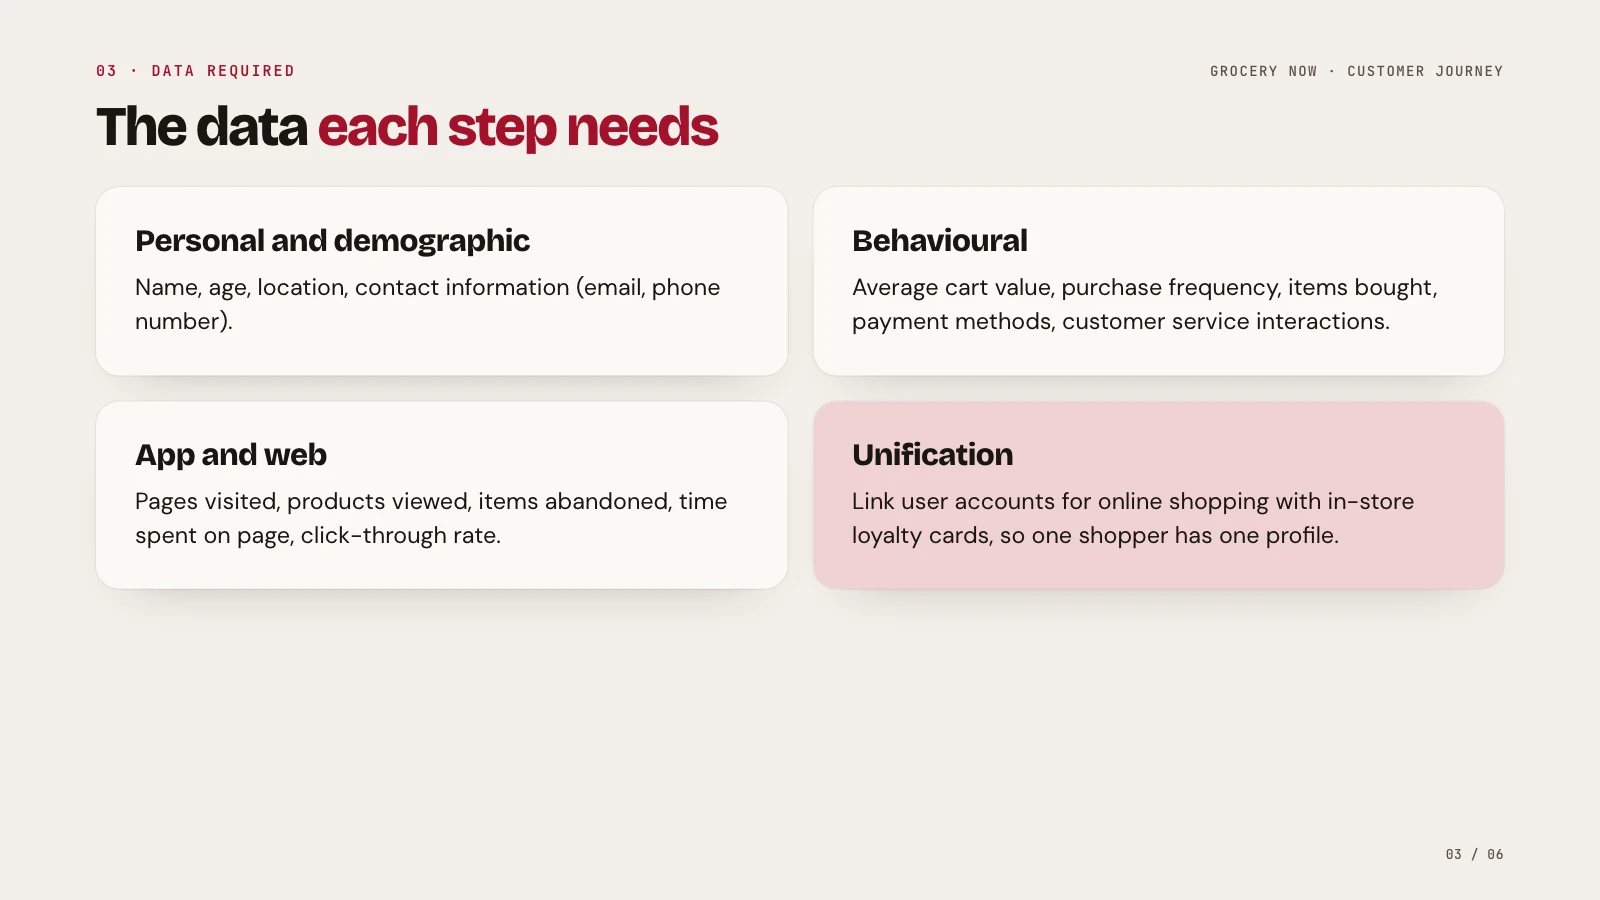 03 · DATA REQUIRED
GROCERY NOW · CUSTOMER JOURNEY
The data each step needs
Personal and demographic
Name, age, location, contact information (email, phone
number).
Behavioural
Average cart value, purchase frequency, items bought,
payment methods, customer service interactions.
App and web
Pages visited, products viewed, items abandoned, time
spent on page, click-through rate.
Unification
Link user accounts for online shopping with in-store
loyalty cards, so one shopper has one profile.
03 / 06